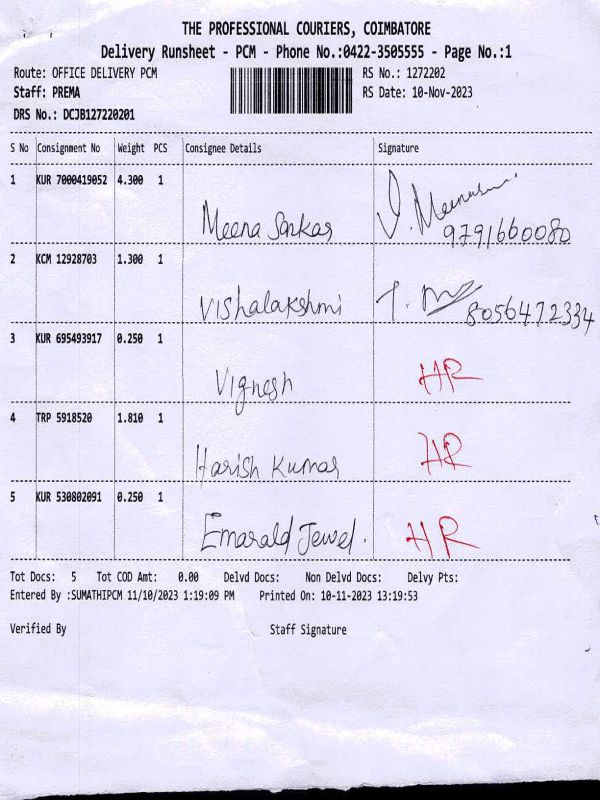 THE PROFESSIONAL COURIERS, COIMBATORE
Delivery Runsheet - PCM - Phone No.:0422-3505555 - Page No.:1
Route: OFFICE DELIVERY PCM RS No.: 1272202
Staff: PREMA RS Date: 10-Nov-2023
DRS No.: DCJB127220201
S No Consignment No Weight PCS Consignee Details Signature
1 KUR 7000419052 4.300 1
Meena Sankar 9791660080
2 KCM 12928703 1.300 1
Vishalakshmi 8056472334
3 KUR 695493917 0.250 1
Vignesh HR
4 TRP 5918520 1.810 1
Harish Kumar HR
5 KUR 530802091 0.250 1
Emarald Jewel. HR
Tot Docs: 5 Tot COD Amt: 0.00 Delvd Docs: Non Delvd Docs: Delvy Pts:
Entered By :SUMATHIPCM 11/10/2023 1:19:09 PM Printed On: 10-11-2023 13:19:53
Verified By Staff Signature